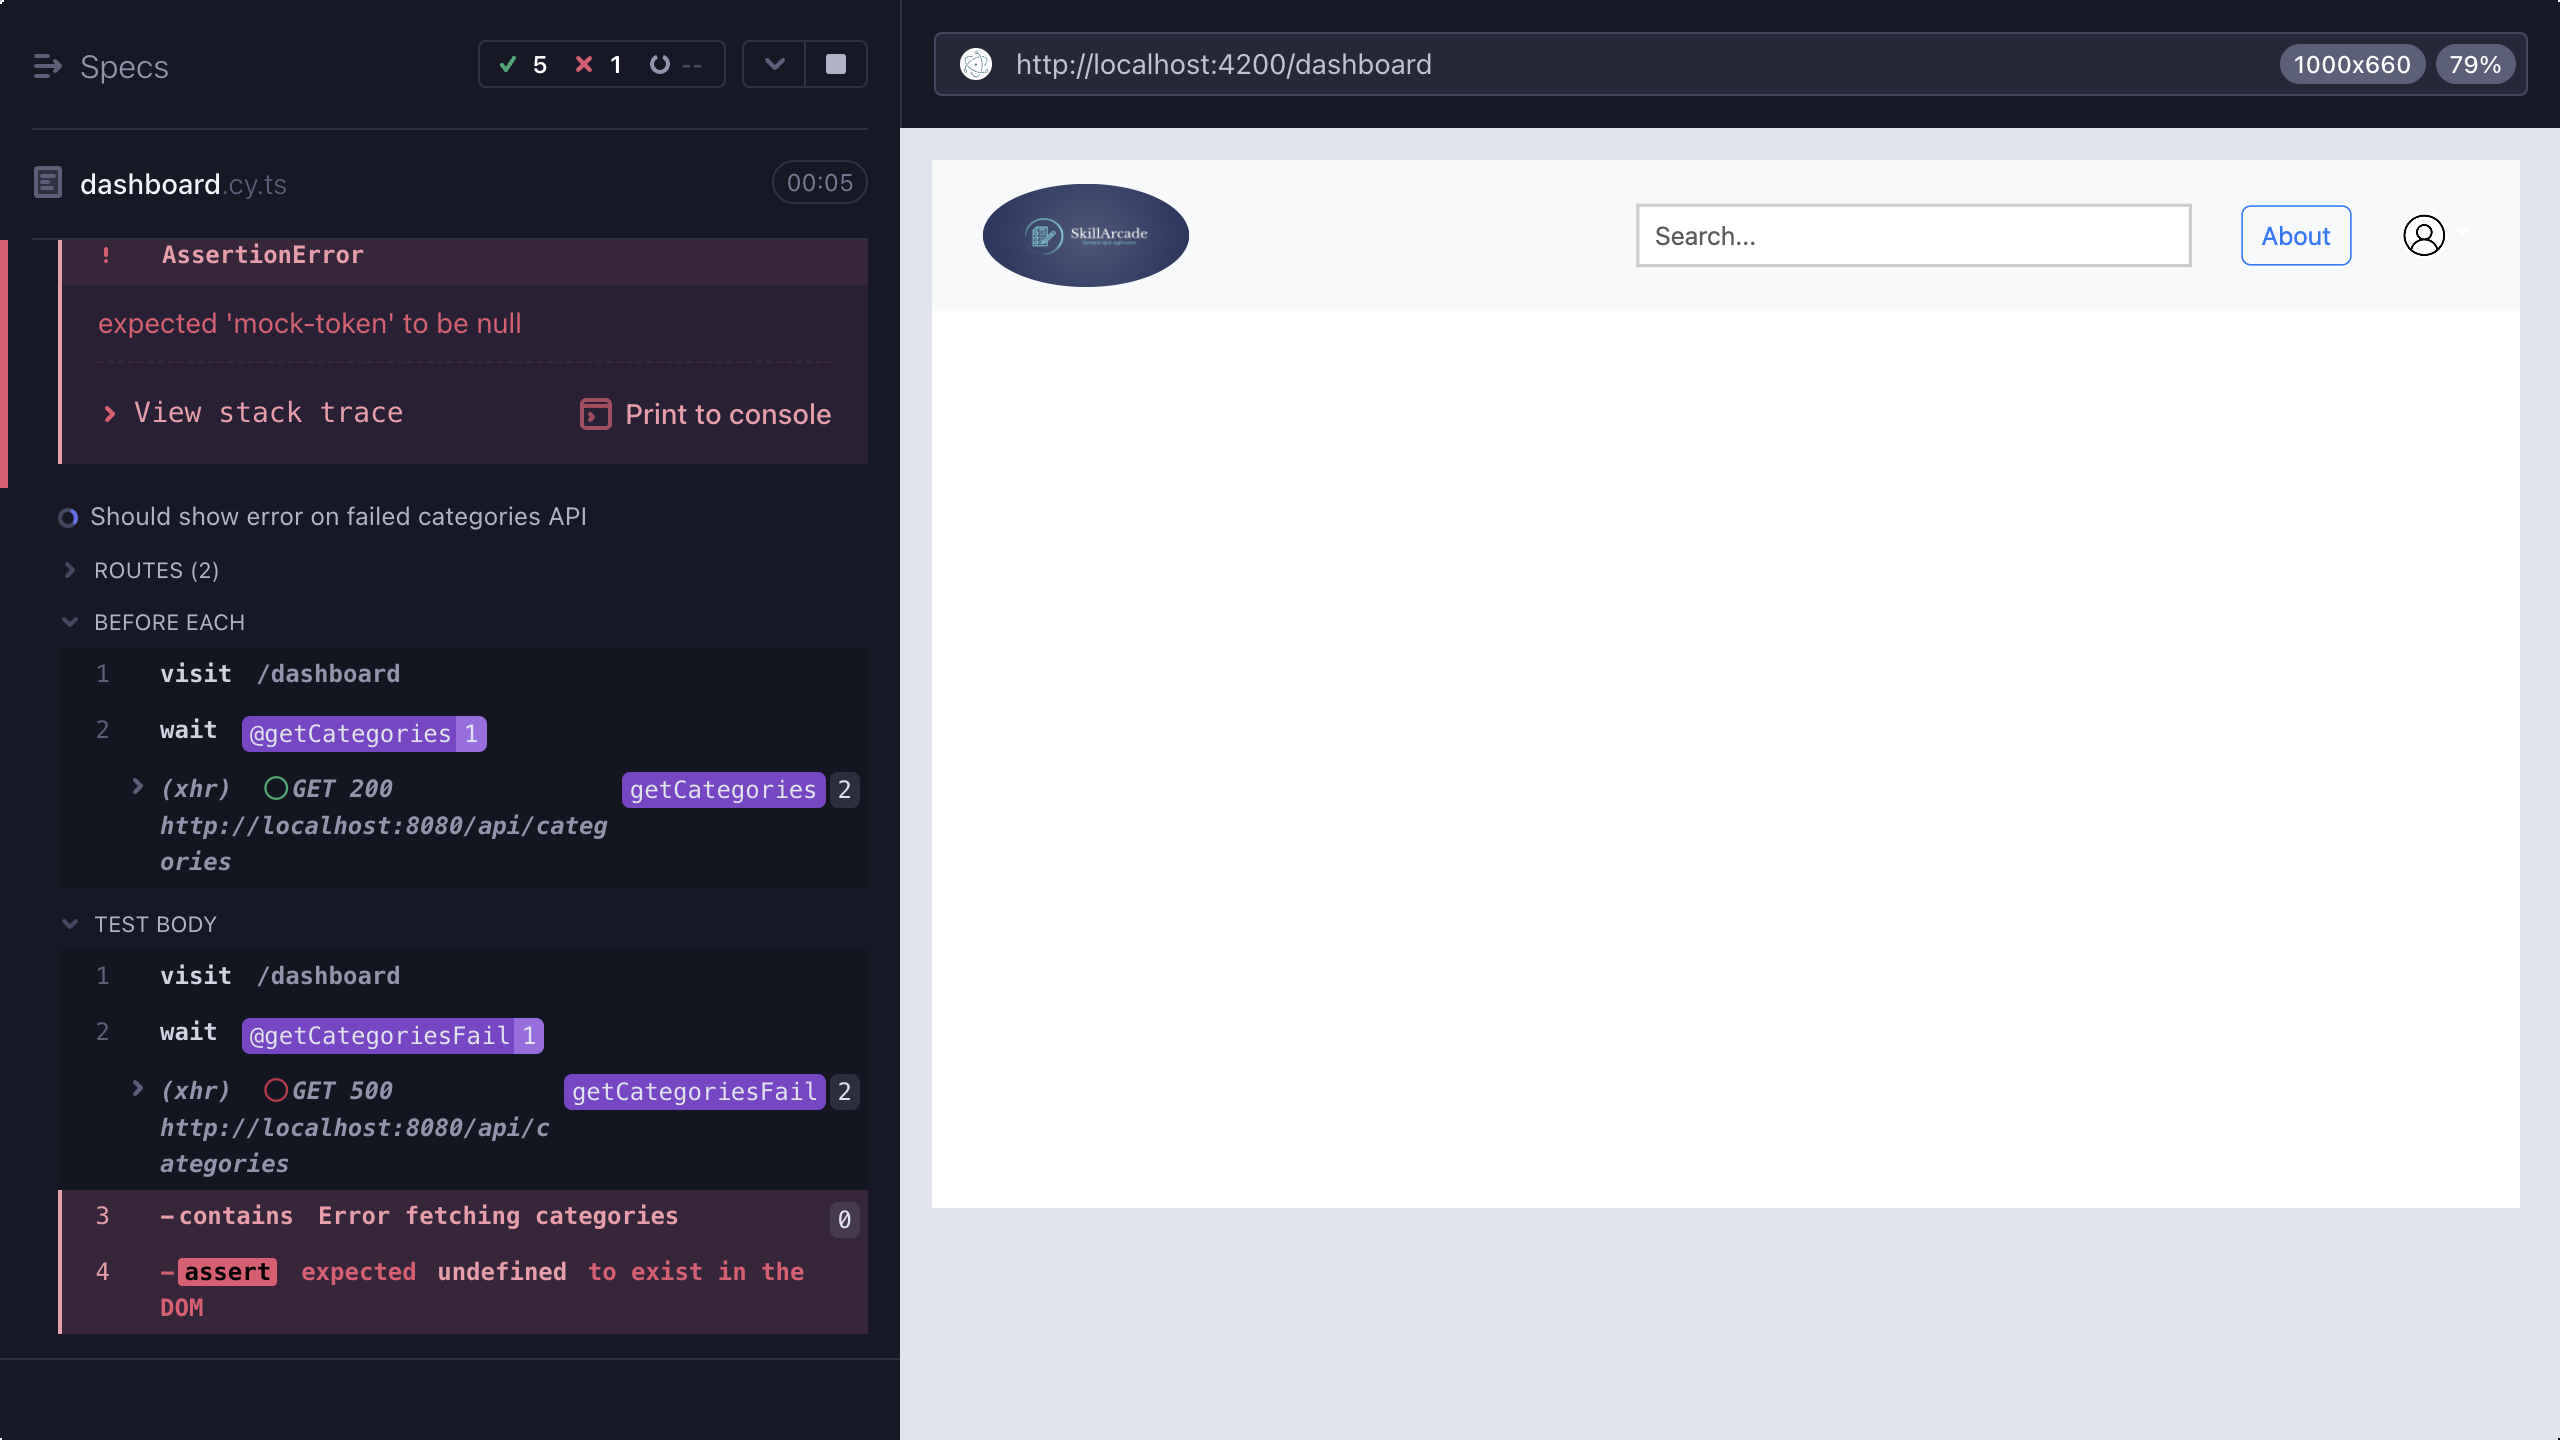 Specs
5 1 --
dashboard.cy.ts 00:05
! AssertionError
expected 'mock-token' to be null
View stack trace Print to console
Should show error on failed categories API
ROUTES (2)
BEFORE EACH
1 visit /dashboard
2 wait @getCategories 1
(xhr) GET 200 getCategories 2
http://localhost:8080/api/categ
ories
TEST BODY
1 visit /dashboard
2 wait @getCategoriesFail 1
(xhr) GET 500 getCategoriesFail 2
http://localhost:8080/api/c
ategories
3 -contains Error fetching categories 0
4 -assert expected undefined to exist in the
DOM
http://localhost:4200/dashboard 1000x660 79%
SkillArcade
Search... About